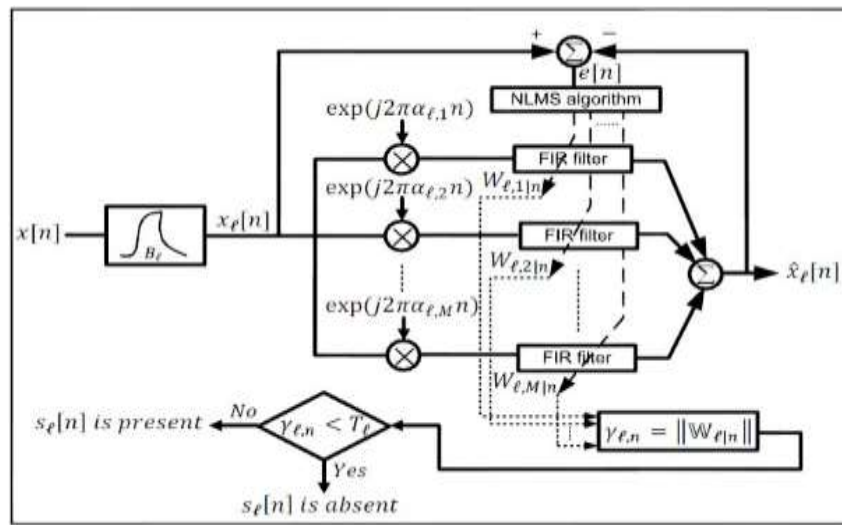 + Σ −
e[n]
NLMS algorithm
exp(j2πα_{ℓ,1}n)
FIR filter
W_{ℓ,1|n}
exp(j2πα_{ℓ,2}n)
x[n]
B_ℓ
x_ℓ[n]
FIR filter
W_{ℓ,2|n}
Σ
x̂_ℓ[n]
exp(j2πα_{ℓ,M}n)
FIR filter
W_{ℓ,M|n}
s_ℓ[n] is present
No
γ_{ℓ,n} < T_ℓ
γ_{ℓ,n} = ‖𝕎_{ℓ|n}‖
Yes
s_ℓ[n] is absent